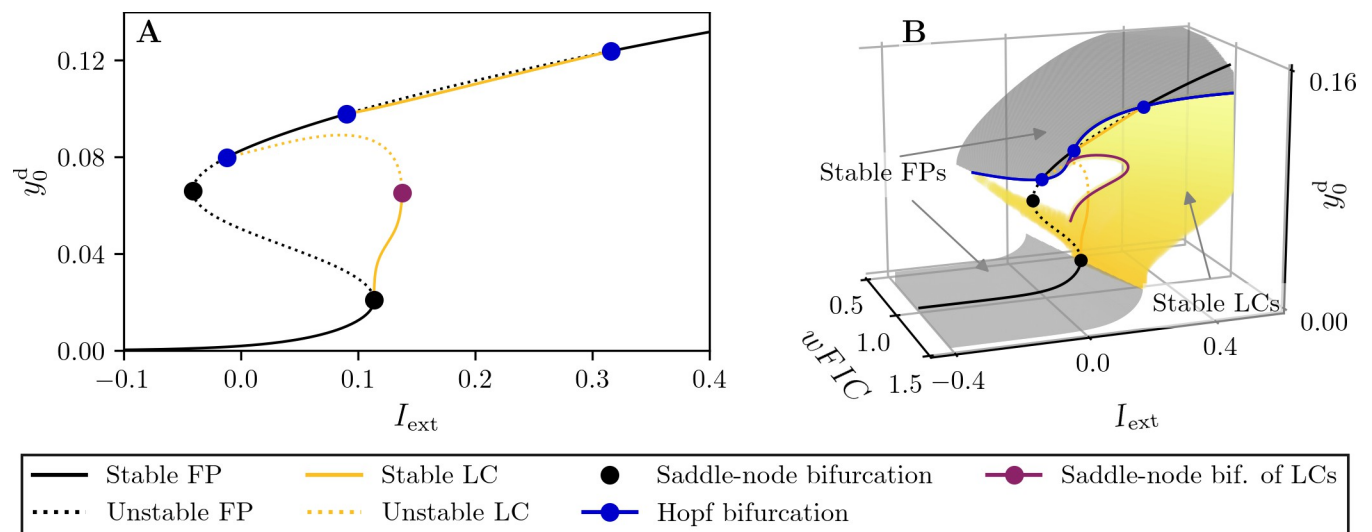 A
0.12
0.08
0.04
0.00
y₀ᵈ
−0.1 0.0 0.1 0.2 0.3 0.4
I_ext
B
0.16
Stable FPs
y₀ᵈ
Stable LCs
0.00
0.5
1.0
1.5
wFIC
−0.4 0.0 0.4
I_ext
Stable FP
Stable LC
Saddle-node bifurcation
Saddle-node bif. of LCs
Unstable FP
Unstable LC
Hopf bifurcation